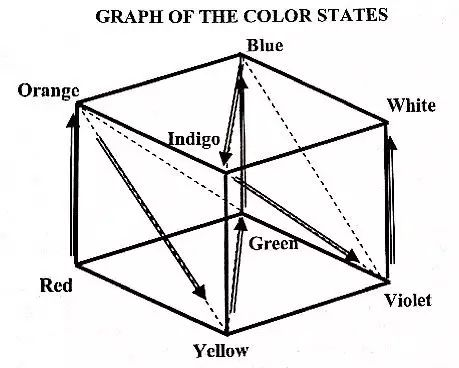 GRAPH OF THE COLOR STATES
Blue
Orange
White
Indigo
Green
Red
Violet
Yellow